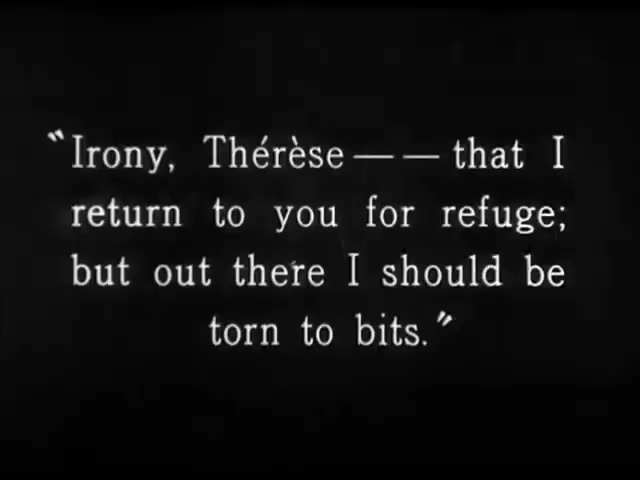 “Irony, Thérèse — — that I
return to you for refuge;
but out there I should be
torn to bits.”